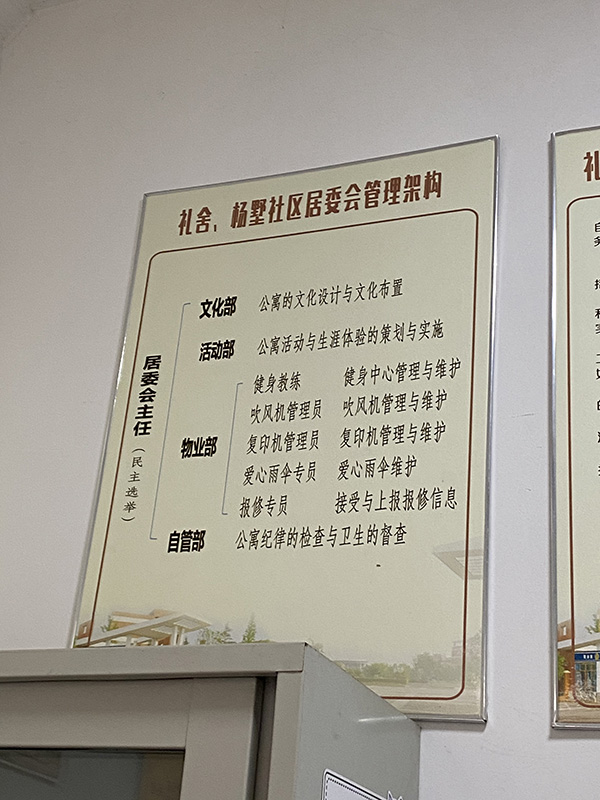 礼舍、杨墅社区居委会管理架构
居委会主任（民主选举）
文化部 公寓的文化设计与文化布置
活动部 公寓活动与生涯体验的策划与实施
物业部
健身教练 健身中心管理与维护
吹风机管理员 吹风机管理与维护
复印机管理员 复印机管理与维护
爱心雨伞专员 爱心雨伞维护
报修专员 接受与上报报修信息
自管部 公寓纪律的检查与卫生的督查
礼
自
务
的